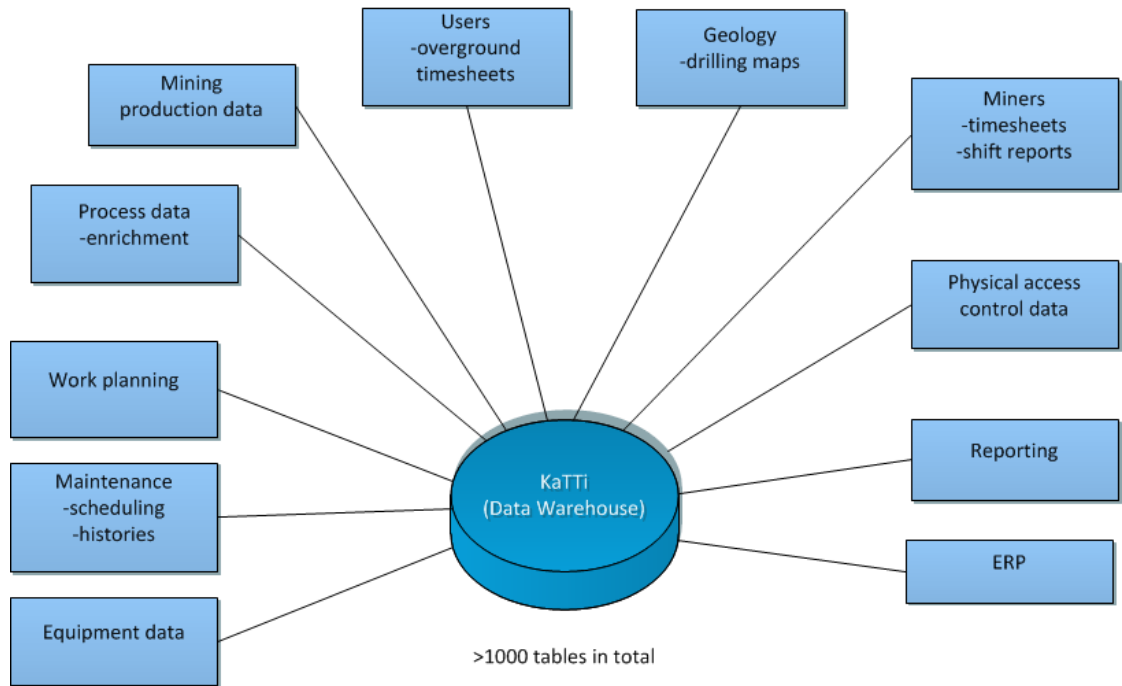 Users
-overground
timesheets
Geology
-drilling maps
Mining
production data
Miners
-timesheets
-shift reports
Process data
-enrichment
Physical access
control data
Work planning
Reporting
Maintenance
-scheduling
-histories
KaTTi
(Data Warehouse)
ERP
Equipment data
>1000 tables in total